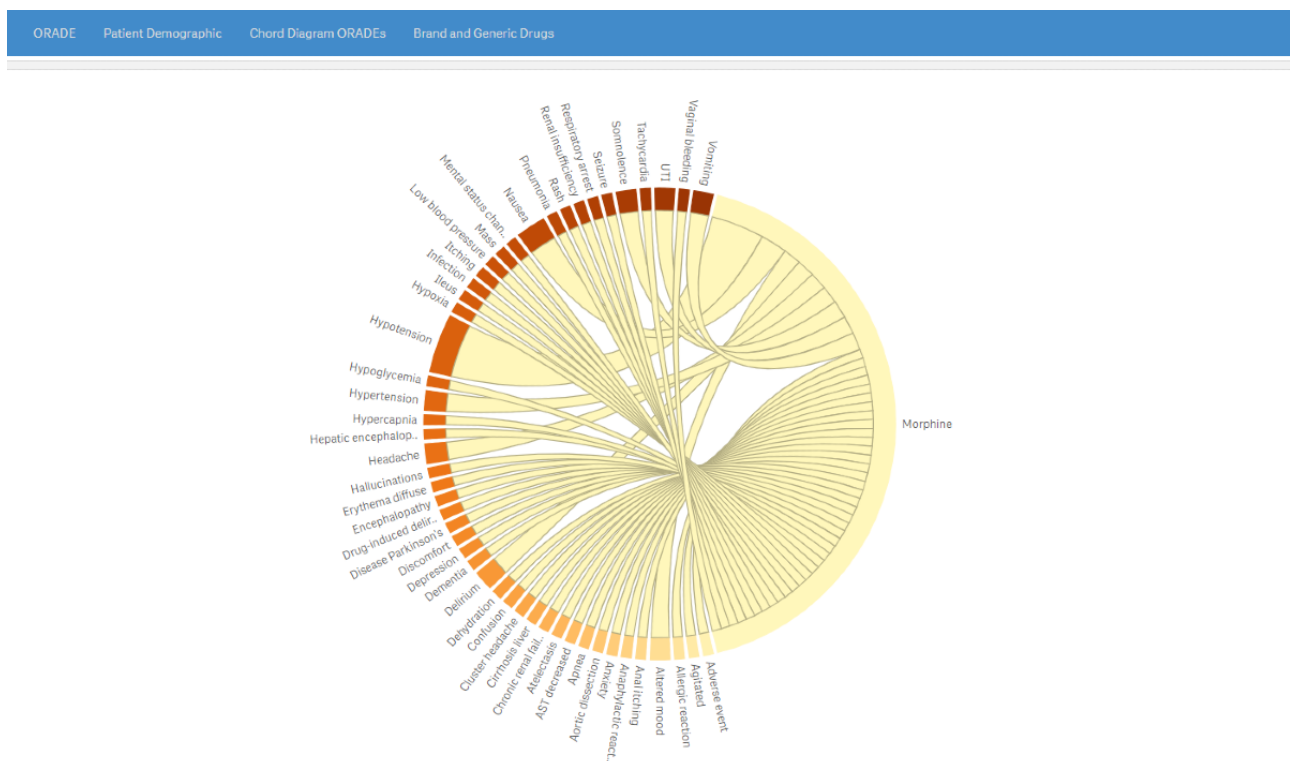 ORADE Patient Demographic Chord Diagram ORADEs Brand and Generic Drugs
Morphine
Adverse event
Agitated
Allergic reaction
Altered mood
Anal itching
Anaphylactic react..
Anxiety
Aortic dissection
Apnea
AST decreased
Atelectasis
Chronic renal fail..
Cirrhosis liver
Cluster headache
Confusion
Dehydration
Delirium
Dementia
Depression
Discomfort
Disease Parkinson's
Drug-induced delir..
Encephalopathy
Erythema diffuse
Hallucinations
Headache
Hepatic encephalop..
Hypercapnia
Hypertension
Hypoglycemia
Hypotension
Hypoxia
Ileus
Infection
Itching
Low blood pressure
Mass
Mental status chan..
Nausea
Pneumonia
Rash
Renal insufficiency
Respiratory arrest
Seizure
Somnolence
Tachycardia
UTI
Vaginal bleeding
Vomiting